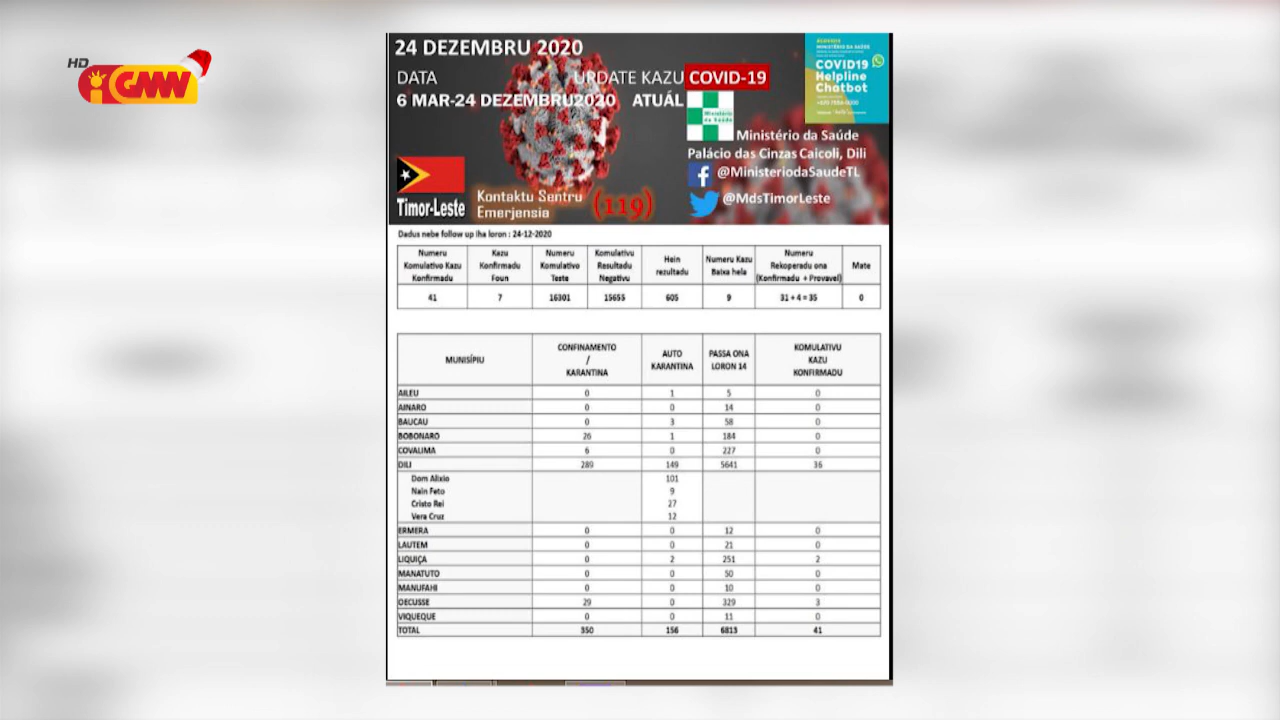 HD
GMN
24 DEZEMBRU 2020
DATA
UPDATE KAZU COVID-19
6 MAR-24 DEZEMBRU2020 ATUÁL
MINISTÉRIO DA SAÚDE
COVID19
Helpline
Chatbot
Ministério da Saúde
Ministério da Saúde
Palácio das Cinzas Caicoli, Dili
@MinisteriodaSaudeTL
@MdsTimorLeste
Timor-Leste
Kontaktu Sentru
Emerjensia
(119)
Dadus nebe follow up iha loron : 24-12-2020
Numeru Komulativo Kazu Konfirmadu | Kazu Konfirmadu Foun | Numeru Komulativo Teste | Komulativu Resultadu Negativu | Hein rezultadu | Numeru Kazu Baixa hela | Numeru Rekoperadu ona (Konfirmadu + Provavel) | Mate
41 | 7 | 16301 | 15655 | 605 | 9 | 31 + 4 = 35 | 0
MUNISÍPIU | CONFINAMENTO / KARANTINA | AUTO KARANTINA | PASSA ONA LORON 14 | KOMULATIVU KAZU KONFIRMADU
AILEU | 0 | 1 | 5 | 0
AINARO | 0 | 0 | 14 | 0
BAUCAU | 0 | 3 | 58 | 0
BOBONARO | 26 | 1 | 184 | 0
COVALIMA | 6 | 0 | 227 | 0
DILI | 289 | 149 | 5641 | 36
Dom Alixio | 101
Nain Feto | 9
Cristo Rei | 27
Vera Cruz | 12
ERMERA | 0 | 0 | 12 | 0
LAUTEM | 0 | 0 | 21 | 0
LIQUIÇA | 0 | 2 | 251 | 2
MANATUTO | 0 | 0 | 50 | 0
MANUFAHI | 0 | 0 | 10 | 0
OECUSSE | 29 | 0 | 329 | 3
VIQUEQUE | 0 | 0 | 11 | 0
TOTAL | 350 | 156 | 6813 | 41